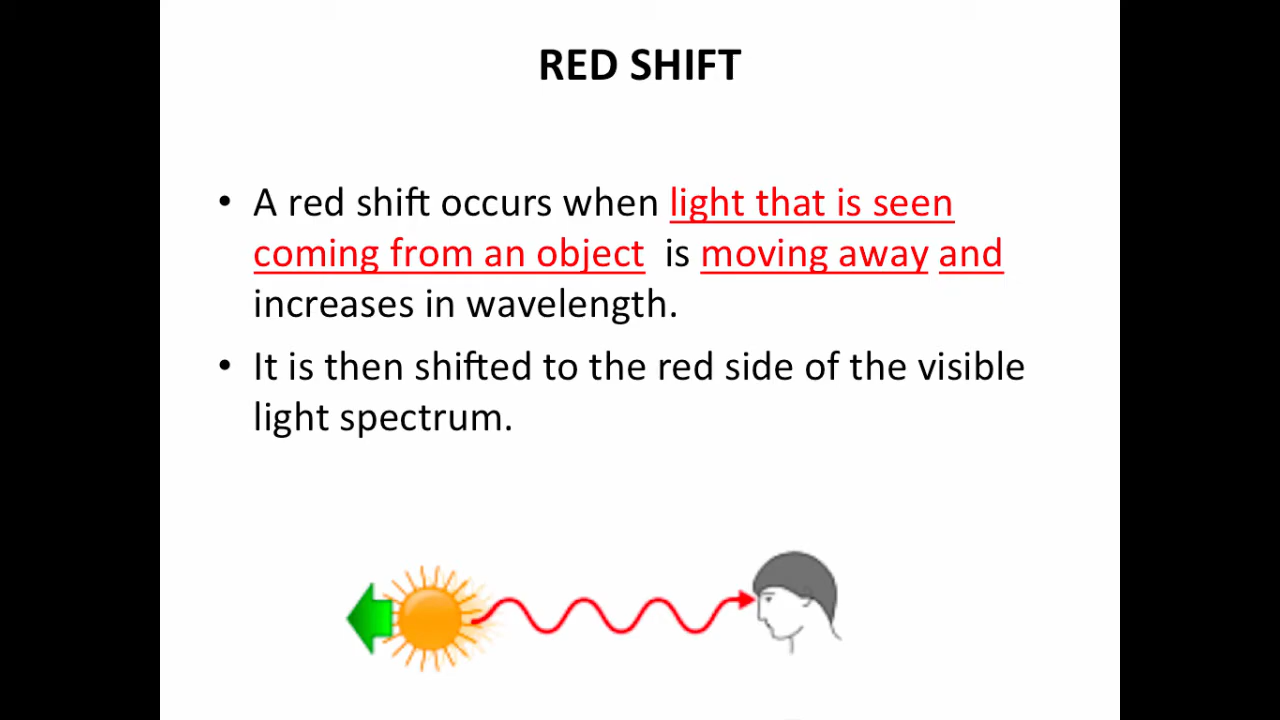 RED SHIFT
• A red shift occurs when light that is seen
coming from an object is moving away and
increases in wavelength.
• It is then shifted to the red side of the visible
light spectrum.